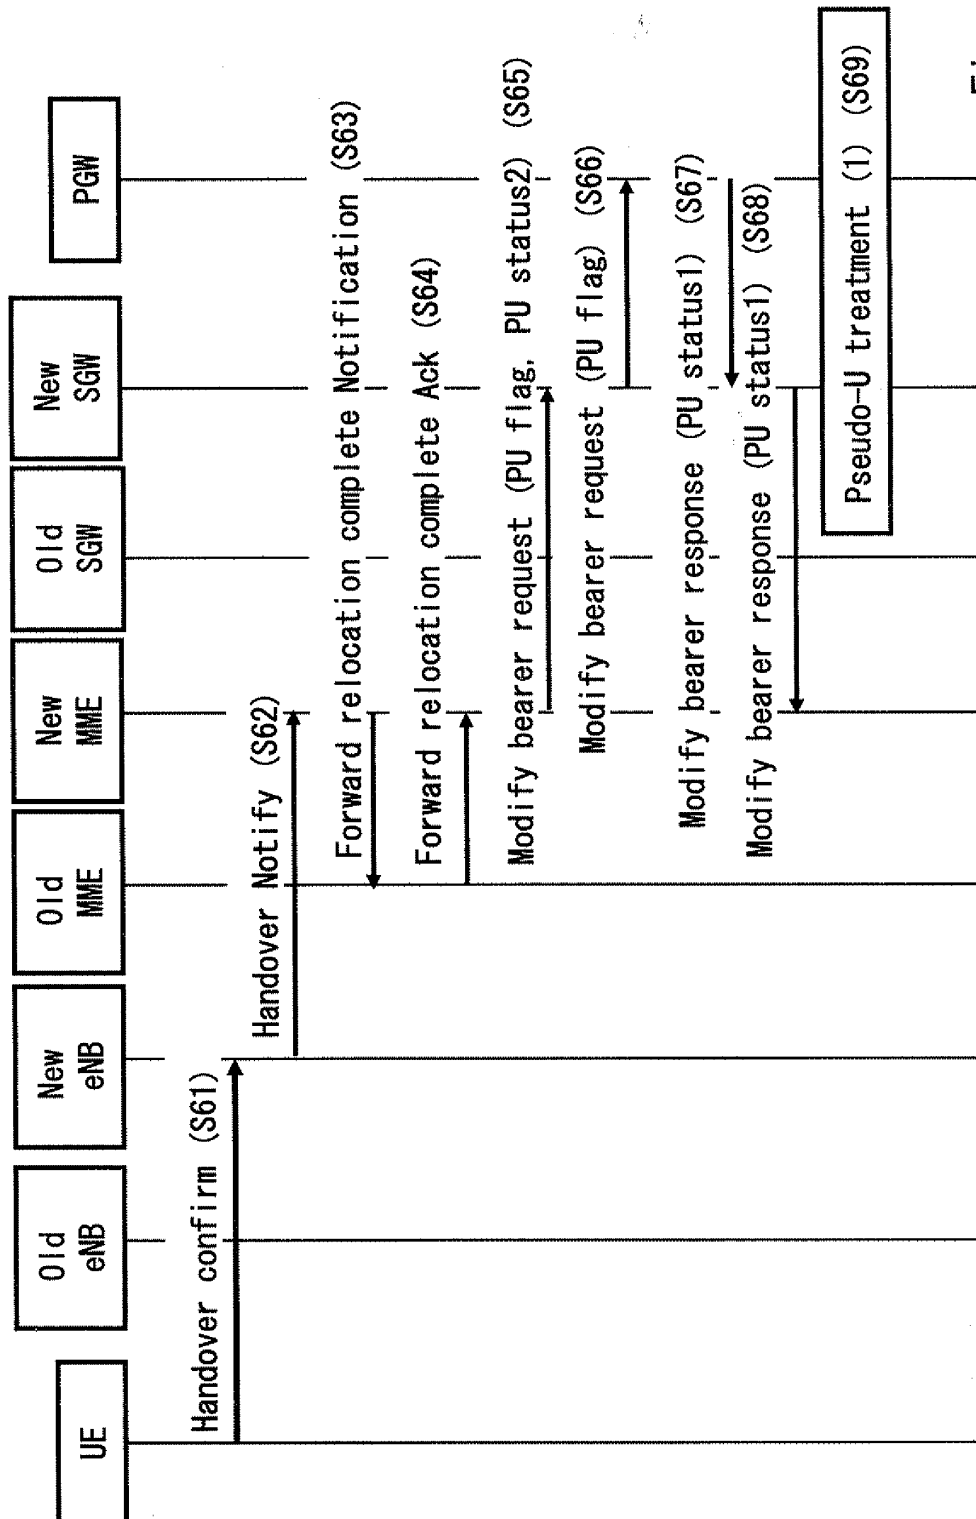 UE
Old
eNB
New
eNB
Old
MME
New
MME
Old
SGW
New
SGW
PGW
Handover confirm (S61)
Handover Notify (S62)
Forward relocation complete Notification (S63)
Forward relocation complete Ack (S64)
Modify bearer request (PU flag, PU status2) (S65)
Modify bearer request (PU flag) (S66)
Modify bearer response (PU status1) (S67)
Modify bearer response (PU status1) (S68)
Pseudo-U treatment (1) (S69)